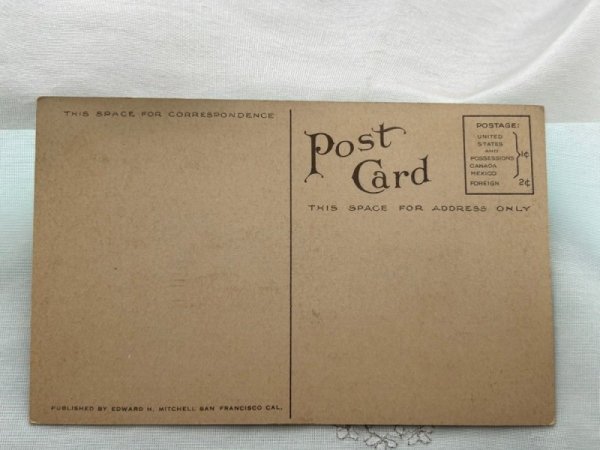 THIS SPACE FOR CORRESPONDENCE
Post
Card
THIS SPACE FOR ADDRESS ONLY
POSTAGE:
UNITED
STATES
AND
POSSESSIONS 1¢
CANADA
MEXICO
FOREIGN 2¢
PUBLISHED BY EDWARD H. MITCHELL SAN FRANCISCO CAL.